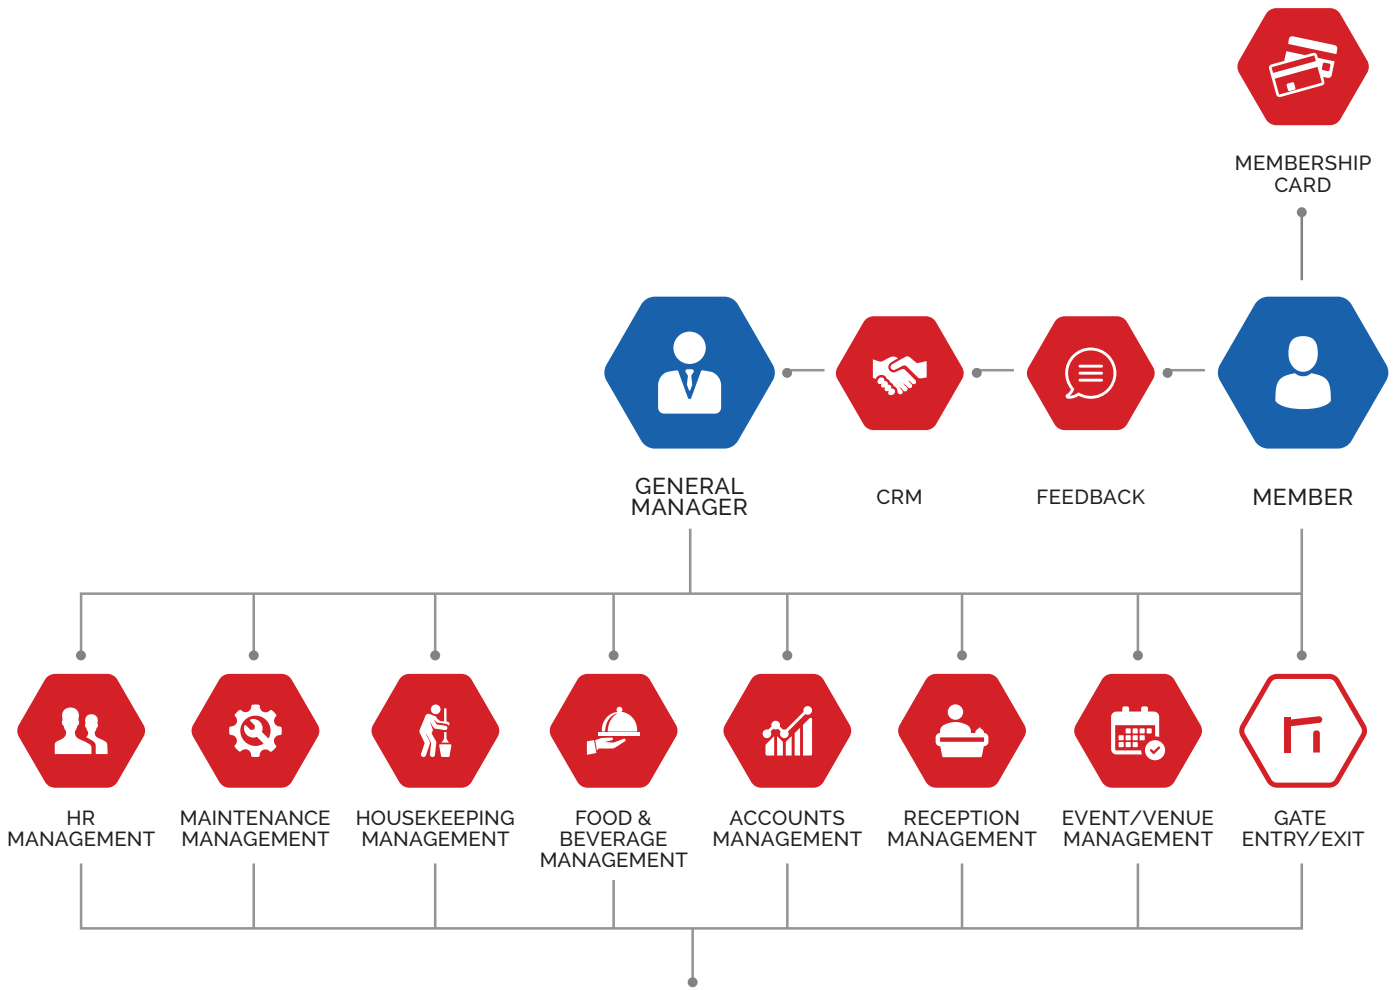 MEMBERSHIP
CARD
GENERAL
MANAGER
CRM
FEEDBACK
MEMBER
HR
MANAGEMENT
MAINTENANCE
MANAGEMENT
HOUSEKEEPING
MANAGEMENT
FOOD &
BEVERAGE
MANAGEMENT
ACCOUNTS
MANAGEMENT
RECEPTION
MANAGEMENT
EVENT/VENUE
MANAGEMENT
GATE
ENTRY/EXIT